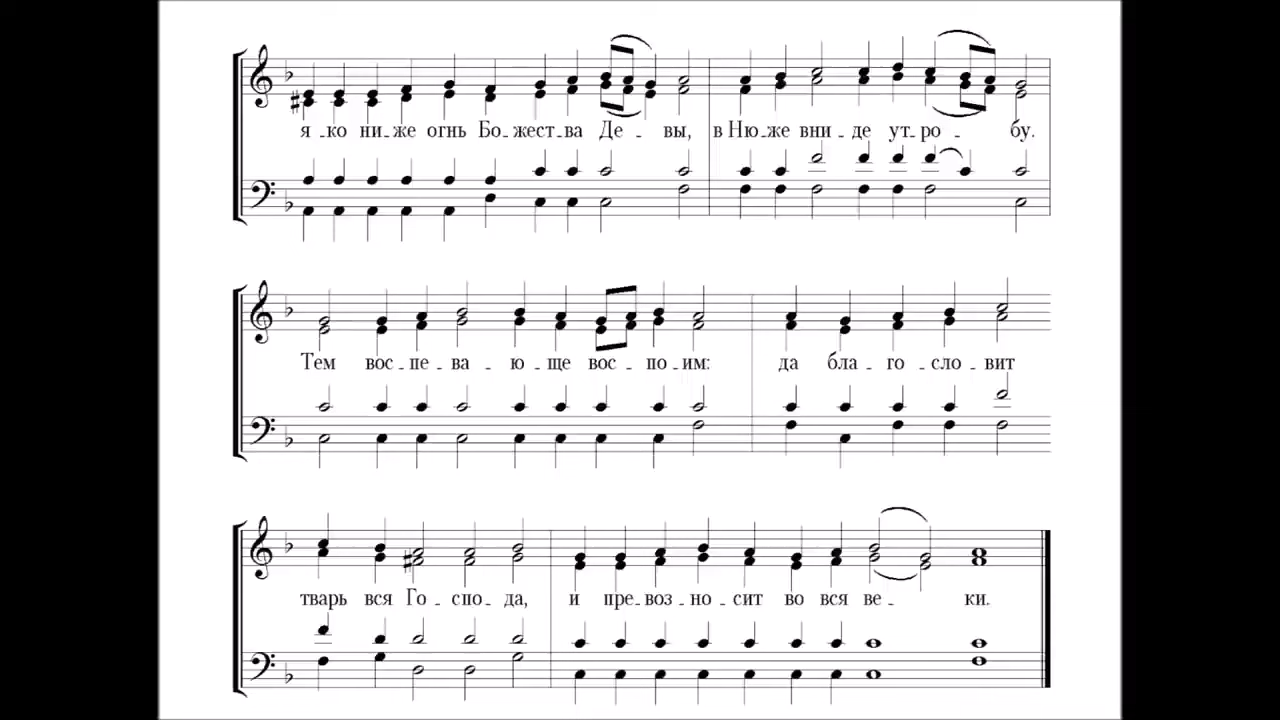 я - ко ни - же огнь Бо - жест - ва Де - вы, в Ню - же вни - де ут - ро - бу.
Тем вос - пе - ва - ю - ще вос - по - им: да бла - го - сло - вит
тварь вся Го - спо - да, и пре - воз - но - сит во вся ве - ки.